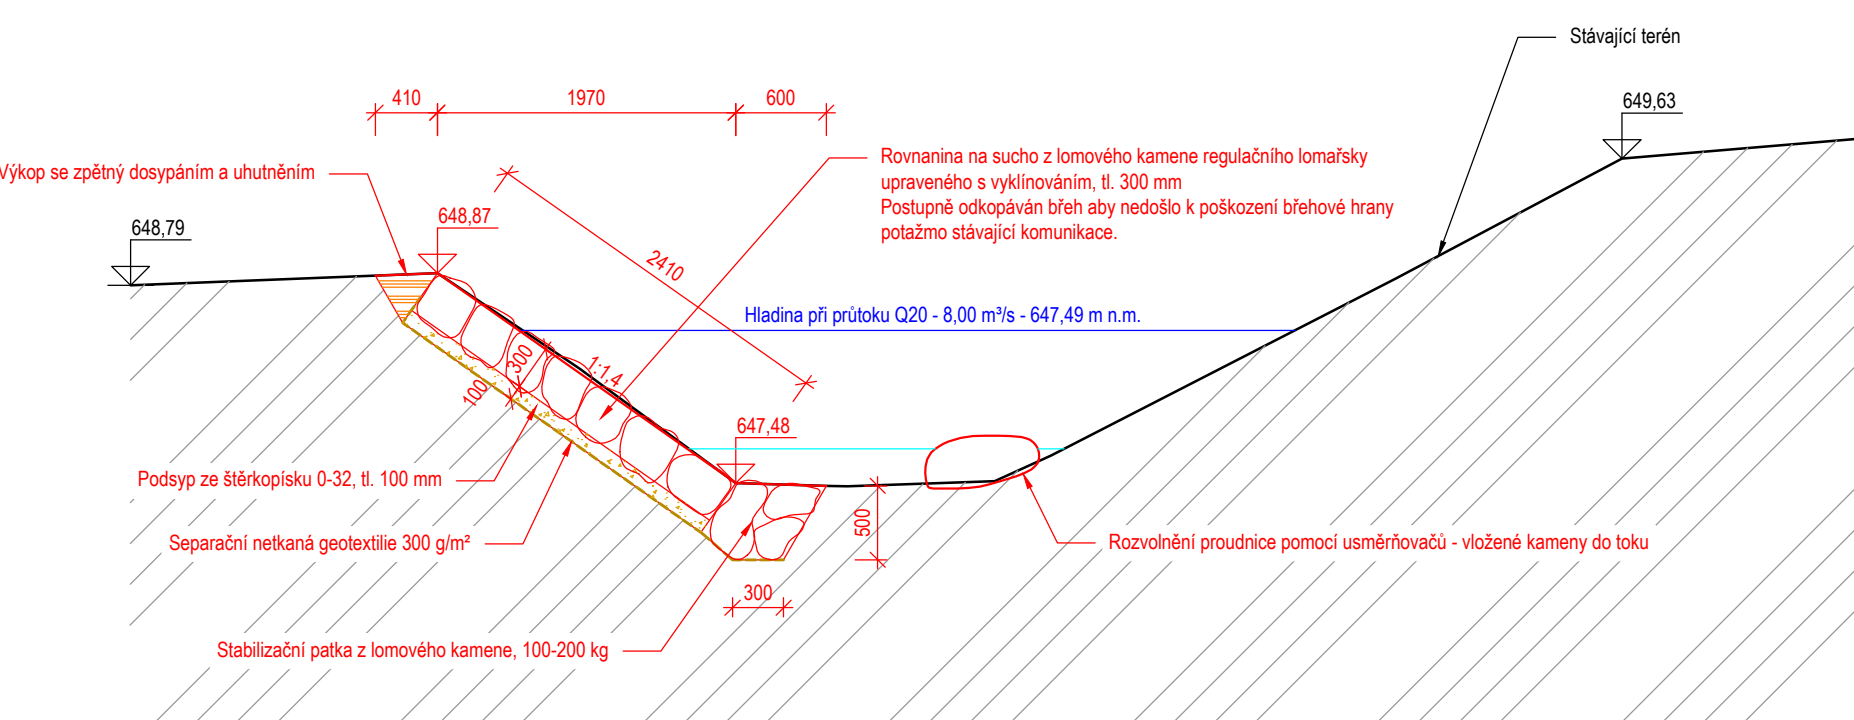 Stávající terén
649,63
410
1970
600
Rovnanina na sucho z lomového kamene regulačního lomařsky
upraveného s vyklínováním, tl. 300 mm
Postupně odkopáván břeh aby nedošlo k poškození břehové hrany
potažmo stávající komunikace.
Výkop se zpětný dosypáním a uhutněním
648,79
648,87
2410
Hladina při průtoku Q20 - 8,00 m³/s - 647,49 m n.m.
300
1:1,4
100
647,48
Podsyp ze štěrkopísku 0-32, tl. 100 mm
500
Separační netkaná geotextilie 300 g/m²
Rozvolnění proudnice pomocí usměrňovačů - vložené kameny do toku
300
Stabilizační patka z lomového kamene, 100-200 kg